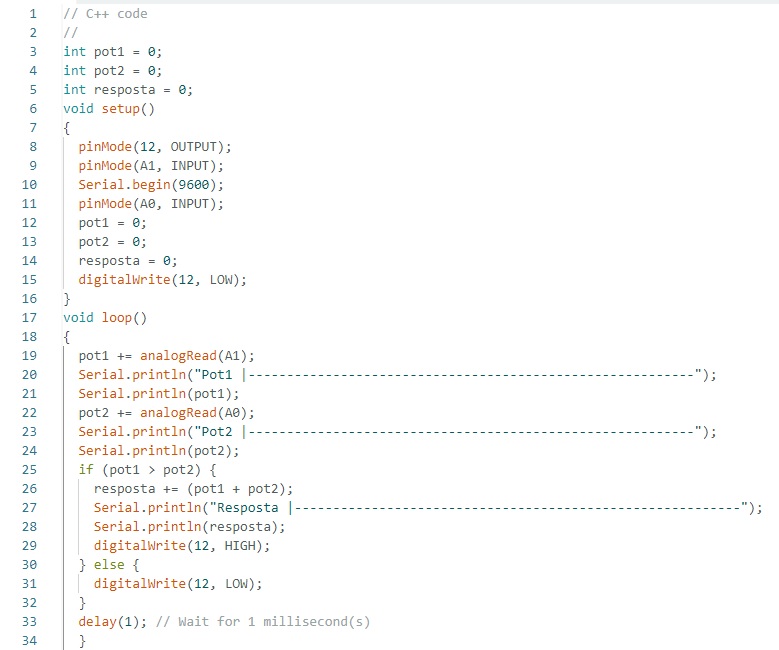 1 // C++ code
2 //
3 int pot1 = 0;
4 int pot2 = 0;
5 int resposta = 0;
6 void setup()
7 {
8 pinMode(12, OUTPUT);
9 pinMode(A1, INPUT);
10 Serial.begin(9600);
11 pinMode(A0, INPUT);
12 pot1 = 0;
13 pot2 = 0;
14 resposta = 0;
15 digitalWrite(12, LOW);
16 }
17 void loop()
18 {
19 pot1 += analogRead(A1);
20 Serial.println("Pot1 |----------------------------------------------------------");
21 Serial.println(pot1);
22 pot2 += analogRead(A0);
23 Serial.println("Pot2 |----------------------------------------------------------");
24 Serial.println(pot2);
25 if (pot1 > pot2) {
26 resposta += (pot1 + pot2);
27 Serial.println("Resposta |----------------------------------------------------------");
28 Serial.println(resposta);
29 digitalWrite(12, HIGH);
30 } else {
31 digitalWrite(12, LOW);
32 }
33 delay(1); // Wait for 1 millisecond(s)
34 }